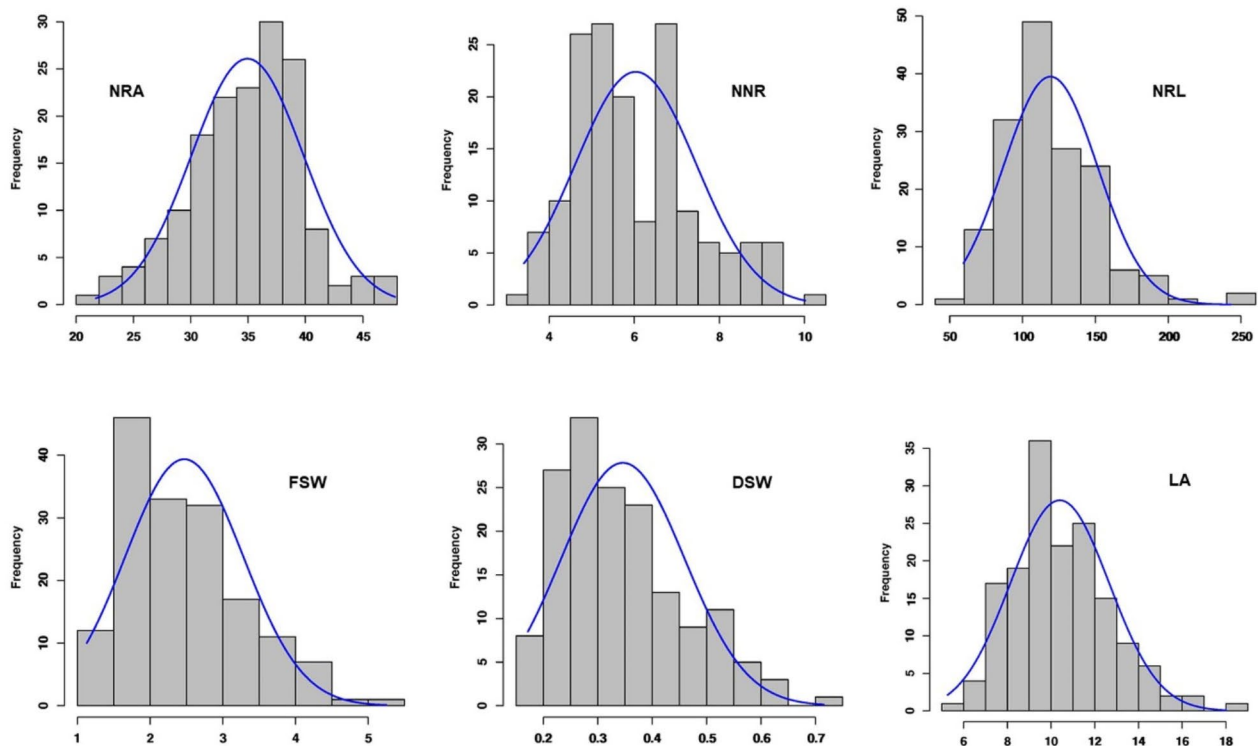 NRA
Frequency
0 5 10 15 20 25 30
20 25 30 35 40 45
NNR
0 5 10 15 20 25
4 6 8 10
NRL
Frequency
0 10 20 30 40 50
50 100 150 200 250
FSW
Frequency
0 10 20 30 40
1 2 3 4 5
DSW
Frequency
0 5 10 15 20 25 30
0.2 0.3 0.4 0.5 0.6 0.7
LA
Frequency
0 5 10 15 20 25 30 35
6 8 10 12 14 16 18